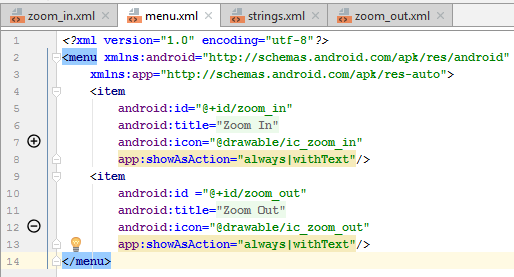 zoom_in.xml menu.xml strings.xml zoom_out.xml
1 <?xml version="1.0" encoding="utf-8"?>
2 <menu xmlns:android="http://schemas.android.com/apk/res/android"
3 xmlns:app="http://schemas.android.com/apk/res-auto">
4 <item
5 android:id="@+id/zoom_in"
6 android:title="Zoom In"
7 android:icon="@drawable/ic_zoom_in"
8 app:showAsAction="always|withText"/>
9 <item
10 android:id ="@+id/zoom_out"
11 android:title="Zoom Out"
12 android:icon="@drawable/ic_zoom_out"
13 app:showAsAction="always|withText"/>
14 </menu>